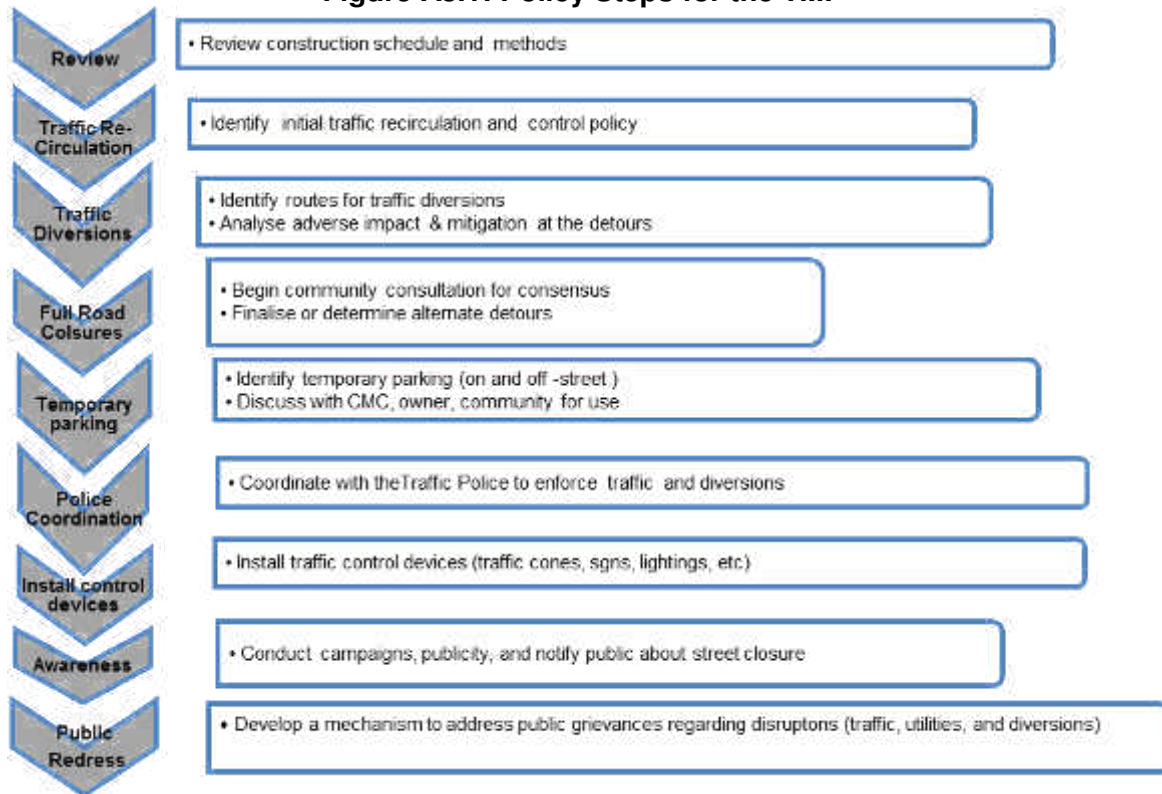 Review
• Review construction schedule and methods
Traffic Re-
Circulation
• Identify initial traffic recirculation and control policy
Traffic
Diversions
• Identify routes for traffic diversions
• Analyse adverse impact & mitigation at the detours
Full Road
Colsures
• Begin community consultation for consensus
• Finalise or determine alternate detours
Temporary
parking
• Identify temporary parking (on and off -street )
• Discuss with CMC, owner, community for use
Police
Coordination
• Coordinate with theTraffic Police to enforce traffic and diversions
Install control
devices
• Install traffic control devices (traffic cones, sgns, lightings, etc)
Awareness
• Conduct campaigns, publicity, and notify public about street closure
Public
Redress
• Develop a mechanism to address public grievances regarding disruptons (traffic, utilities, and diversions)